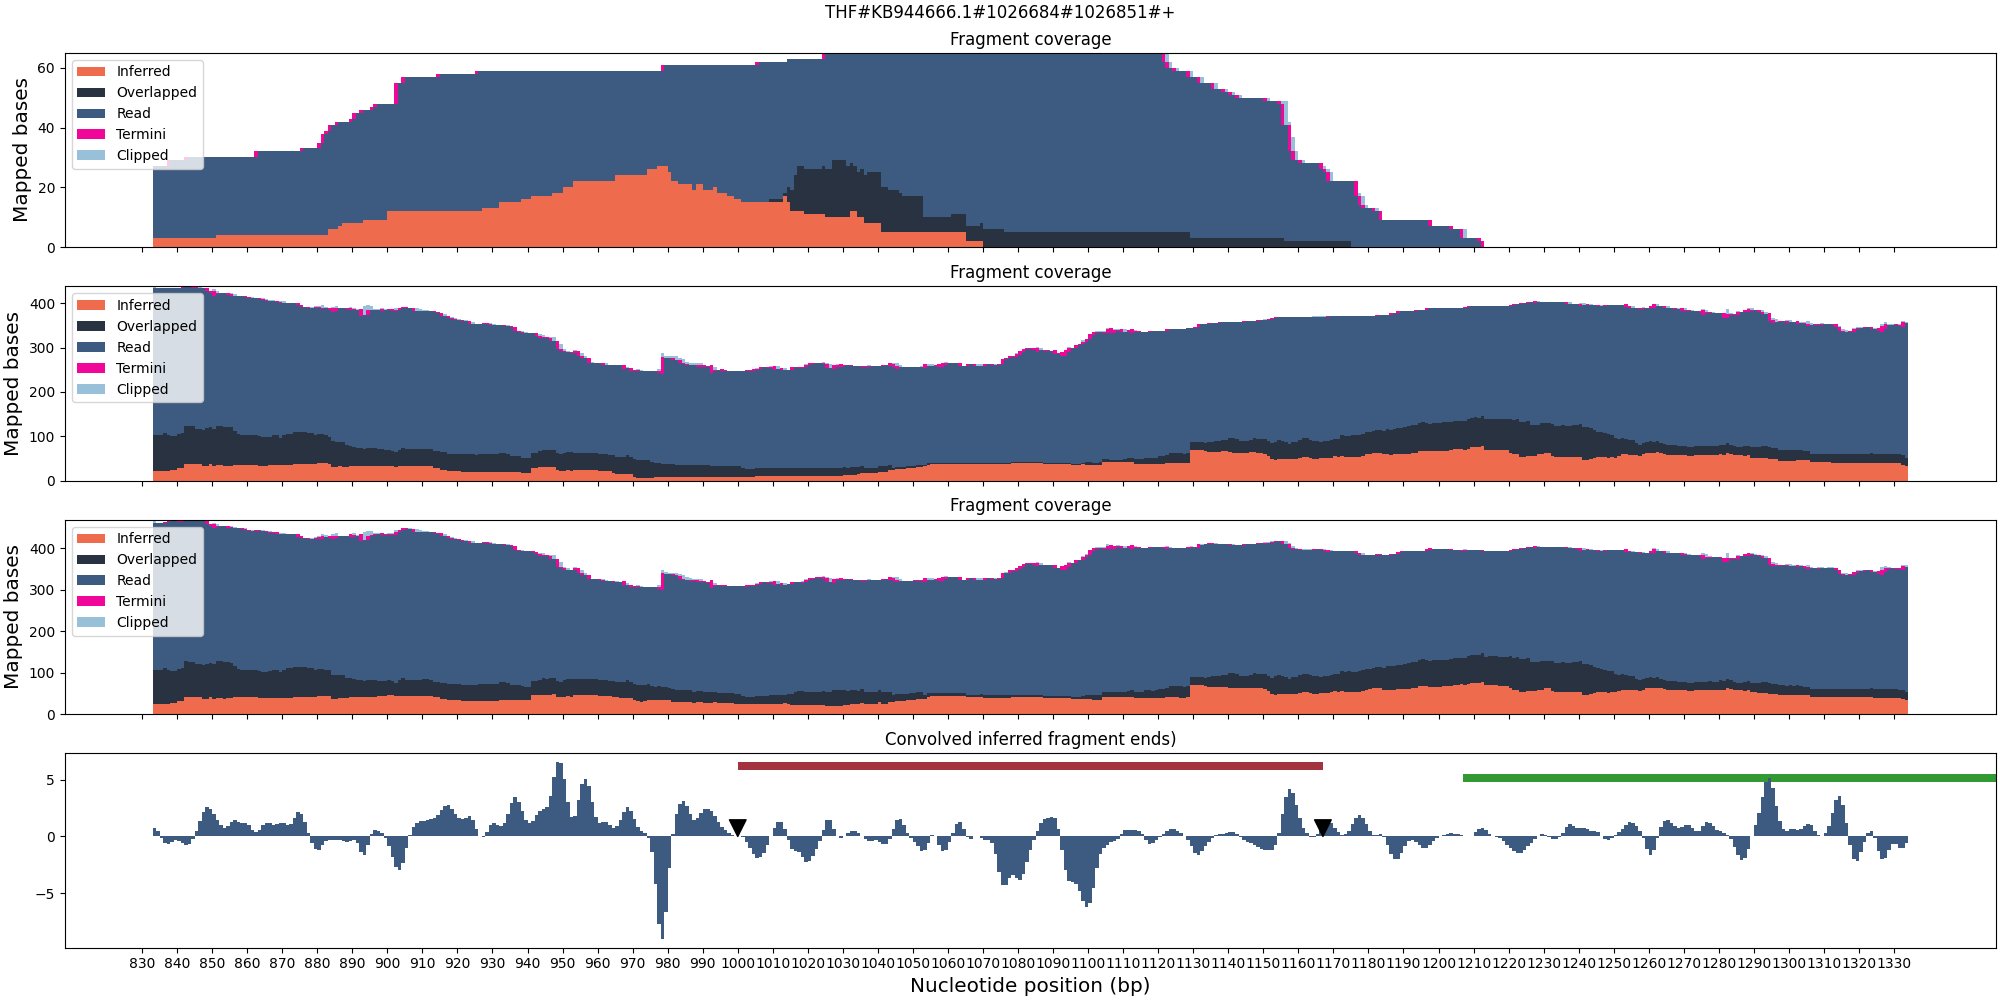 THF#KB944666.1#1026684#1026851#+
Fragment coverage
Mapped bases
60
40
20
0
Inferred
Overlapped
Read
Termini
Clipped
Fragment coverage
Mapped bases
400
300
200
100
0
Inferred
Overlapped
Read
Termini
Clipped
Fragment coverage
Mapped bases
400
300
200
100
0
Inferred
Overlapped
Read
Termini
Clipped
Convolved inferred fragment ends)
5
0
−5
830 840 850 860 870 880 890 900 910 920 930 940 950 960 970 980 990 1000 1010 1020 1030 1040 1050 1060 1070 1080 1090 1100 1110 1120 1130 1140 1150 1160 1170 1180 1190 1200 1210 1220 1230 1240 1250 1260 1270 1280 1290 1300 1310 1320 1330
Nucleotide position (bp)